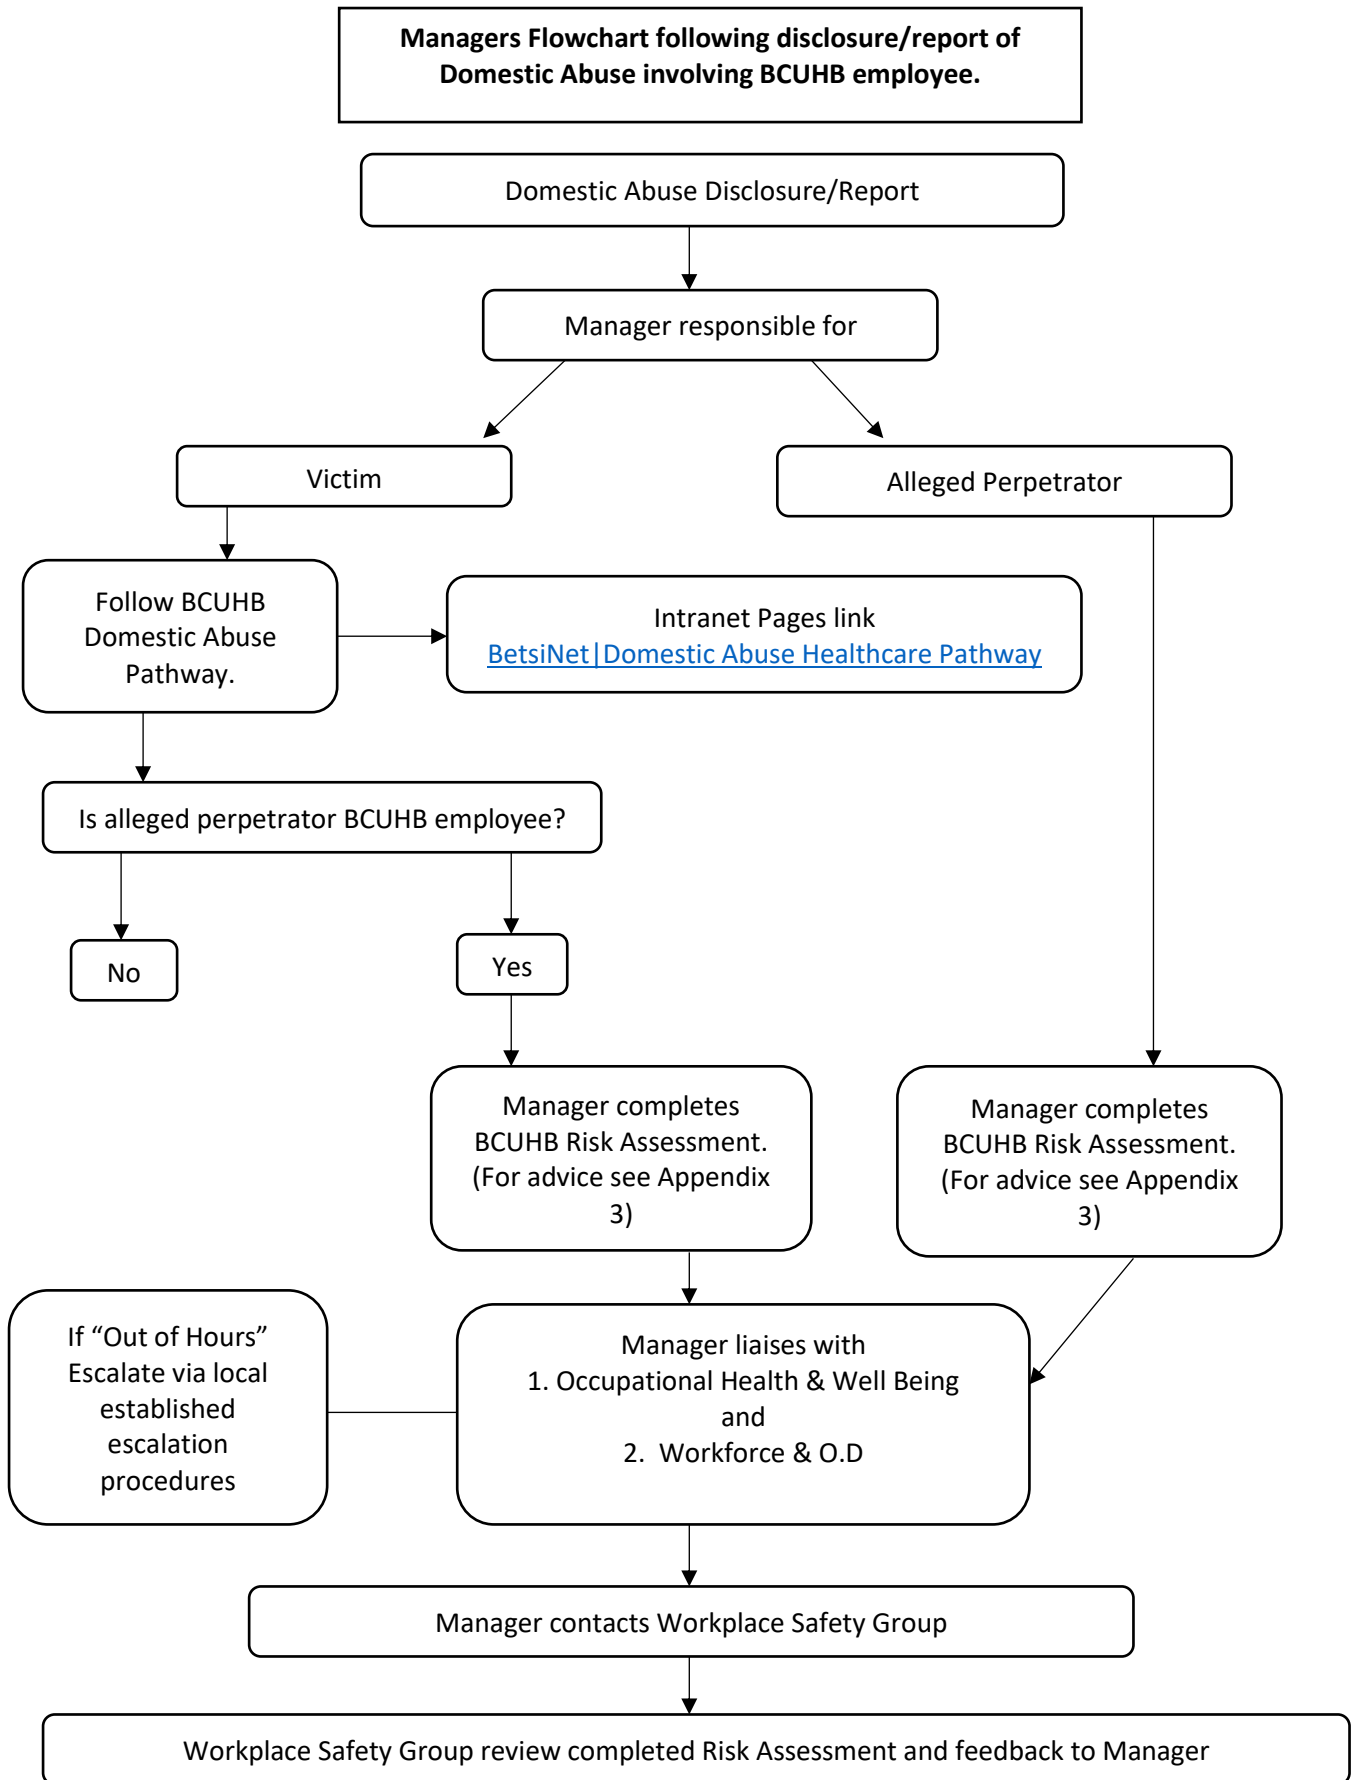 Managers Flowchart following disclosure/report of
Domestic Abuse involving BCUHB employee.
Domestic Abuse Disclosure/Report
Manager responsible for
Victim
Alleged Perpetrator
Follow BCUHB
Domestic Abuse
Pathway.
Intranet Pages link
BetsiNet|Domestic Abuse Healthcare Pathway
Is alleged perpetrator BCUHB employee?
No
Yes
Manager completes
BCUHB Risk Assessment.
(For advice see Appendix
3)
Manager completes
BCUHB Risk Assessment.
(For advice see Appendix
3)
If “Out of Hours”
Escalate via local
established
escalation
procedures
Manager liaises with
1. Occupational Health & Well Being
and
2. Workforce & O.D
Manager contacts Workplace Safety Group
Workplace Safety Group review completed Risk Assessment and feedback to Manager